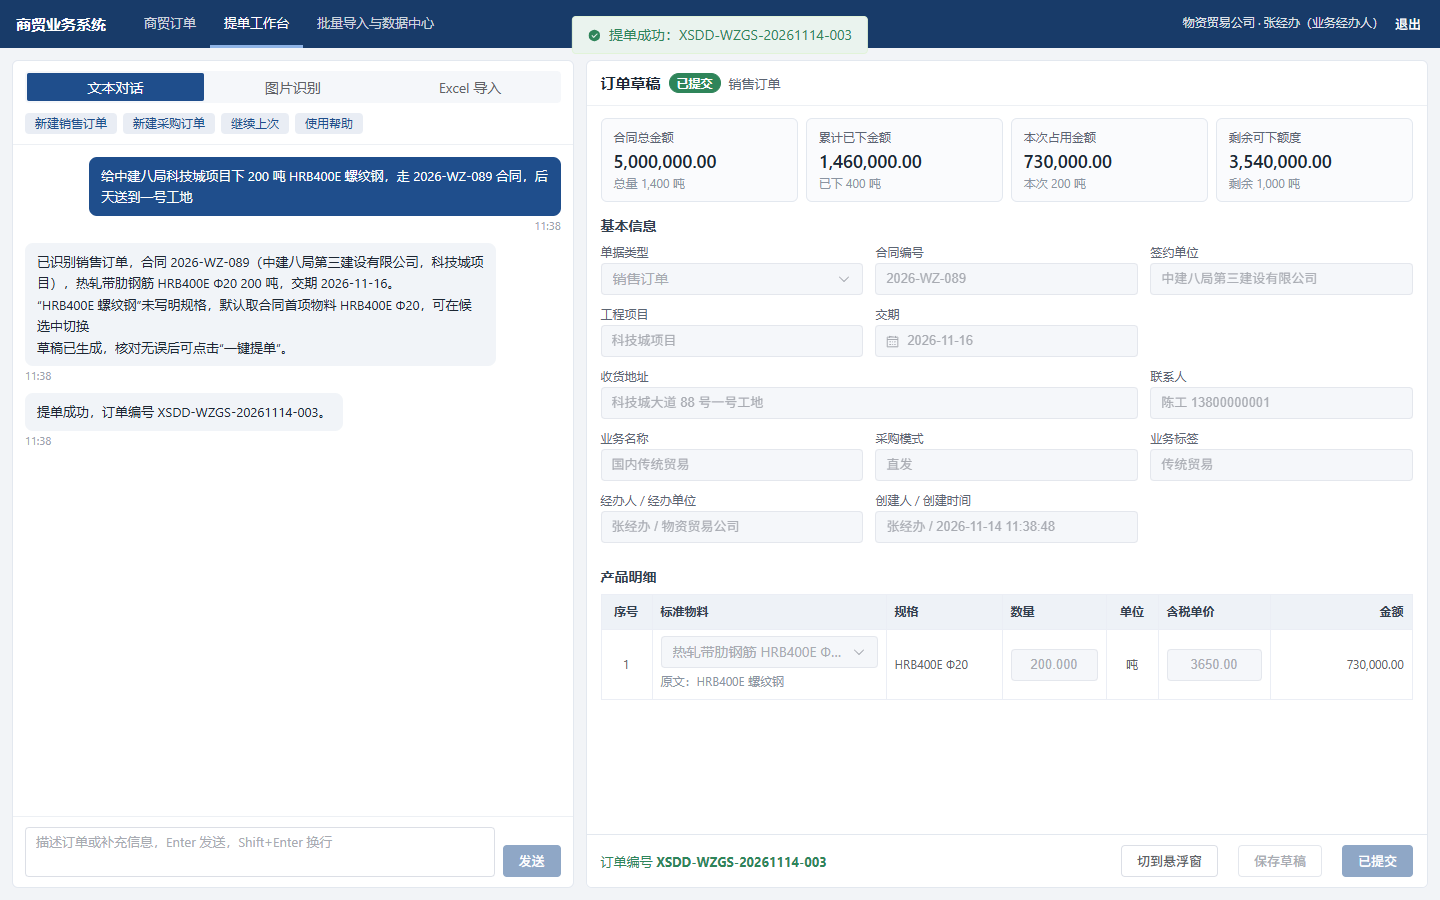 商贸业务系统
商贸订单
提单工作台
批量导入与数据中心
提单成功：XSDD-WZGS-20261114-003
物资贸易公司 · 张经办（业务经办人）
退出
文本对话
图片识别
Excel 导入
新建销售订单
新建采购订单
继续上次
使用帮助
给中建八局科技城项目下 200 吨 HRB400E 螺纹钢，走 2026-WZ-089 合同，后
天送到一号工地
11:38
已识别销售订单，合同 2026-WZ-089（中建八局第三建设有限公司，科技城项
目），热轧带肋钢筋 HRB400E Φ20 200 吨，交期 2026-11-16。
“HRB400E 螺纹钢”未写明规格，默认取合同首项物料 HRB400E Φ20，可在候
选中切换
草稿已生成，核对无误后可点击“一键提单”。
11:38
提单成功，订单编号 XSDD-WZGS-20261114-003。
11:38
描述订单或补充信息，Enter 发送，Shift+Enter 换行
发送
订单草稿
已提交
销售订单
合同总金额
5,000,000.00
总量 1,400 吨
累计已下金额
1,460,000.00
已下 400 吨
本次占用金额
730,000.00
本次 200 吨
剩余可下额度
3,540,000.00
剩余 1,000 吨
基本信息
单据类型
销售订单
合同编号
2026-WZ-089
签约单位
中建八局第三建设有限公司
工程项目
科技城项目
交期
2026-11-16
收货地址
科技城大道 88 号一号工地
联系人
陈工 13800000001
业务名称
国内传统贸易
采购模式
直发
业务标签
传统贸易
经办人 / 经办单位
张经办 / 物资贸易公司
创建人 / 创建时间
张经办 / 2026-11-14 11:38:48
产品明细
序号
标准物料
规格
数量
单位
含税单价
金额
1
热轧带肋钢筋 HRB400E Φ...
原文：HRB400E 螺纹钢
HRB400E Φ20
200.000
吨
3650.00
730,000.00
订单编号 XSDD-WZGS-20261114-003
切到悬浮窗
保存草稿
已提交